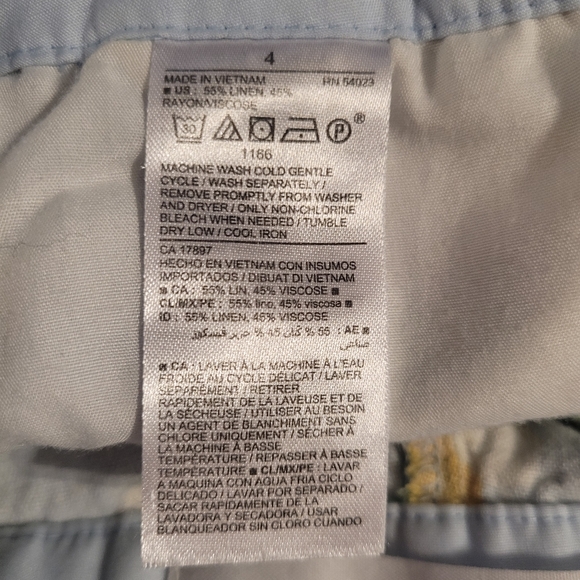 4
MADE IN VIETNAM RN 54023
■ US : 55% LINEN, 45%
RAYON/VISCOSE
30 P ®
1166
MACHINE WASH COLD GENTLE
CYCLE / WASH SEPARATELY /
REMOVE PROMPTLY FROM WASHER
AND DRYER / ONLY NON-CHLORINE
BLEACH WHEN NEEDED / TUMBLE
DRY LOW / COOL IRON
CA 17897
HECHO EN VIETNAM CON INSUMOS
IMPORTADOS / DIBUAT DI VIETNAM
■ CA : 55% LIN, 45% VISCOSE ■
CL/MX/PE : 55% lino, 45% viscosa ■
ID : 55% LINEN, 45% VISCOSE
■ AE : 55 % كتان 45 %
■ CA : LAVER À LA MACHINE À L'EAU
FROIDE AU CYCLE DÉLICAT / LAVER
SÉPARÉMENT / RETIRER
RAPIDEMENT DE LA LAVEUSE ET DE
LA SÉCHEUSE / UTILISER AU BESOIN
UN AGENT DE BLANCHIMENT SANS
CHLORE UNIQUEMENT / SÉCHER À
LA MACHINE À BASSE
TEMPÉRATURE / REPASSER À BASSE
TEMPÉRATURE ■ CL/MX/PE : LAVAR
A MAQUINA CON AGUA FRIA CICLO
DELICADO / LAVAR POR SEPARADO /
SACAR RAPIDAMENTE DE LA
LAVADORA Y SECADORA / USAR
BLANQUEADOR SIN CLORO CUANDO